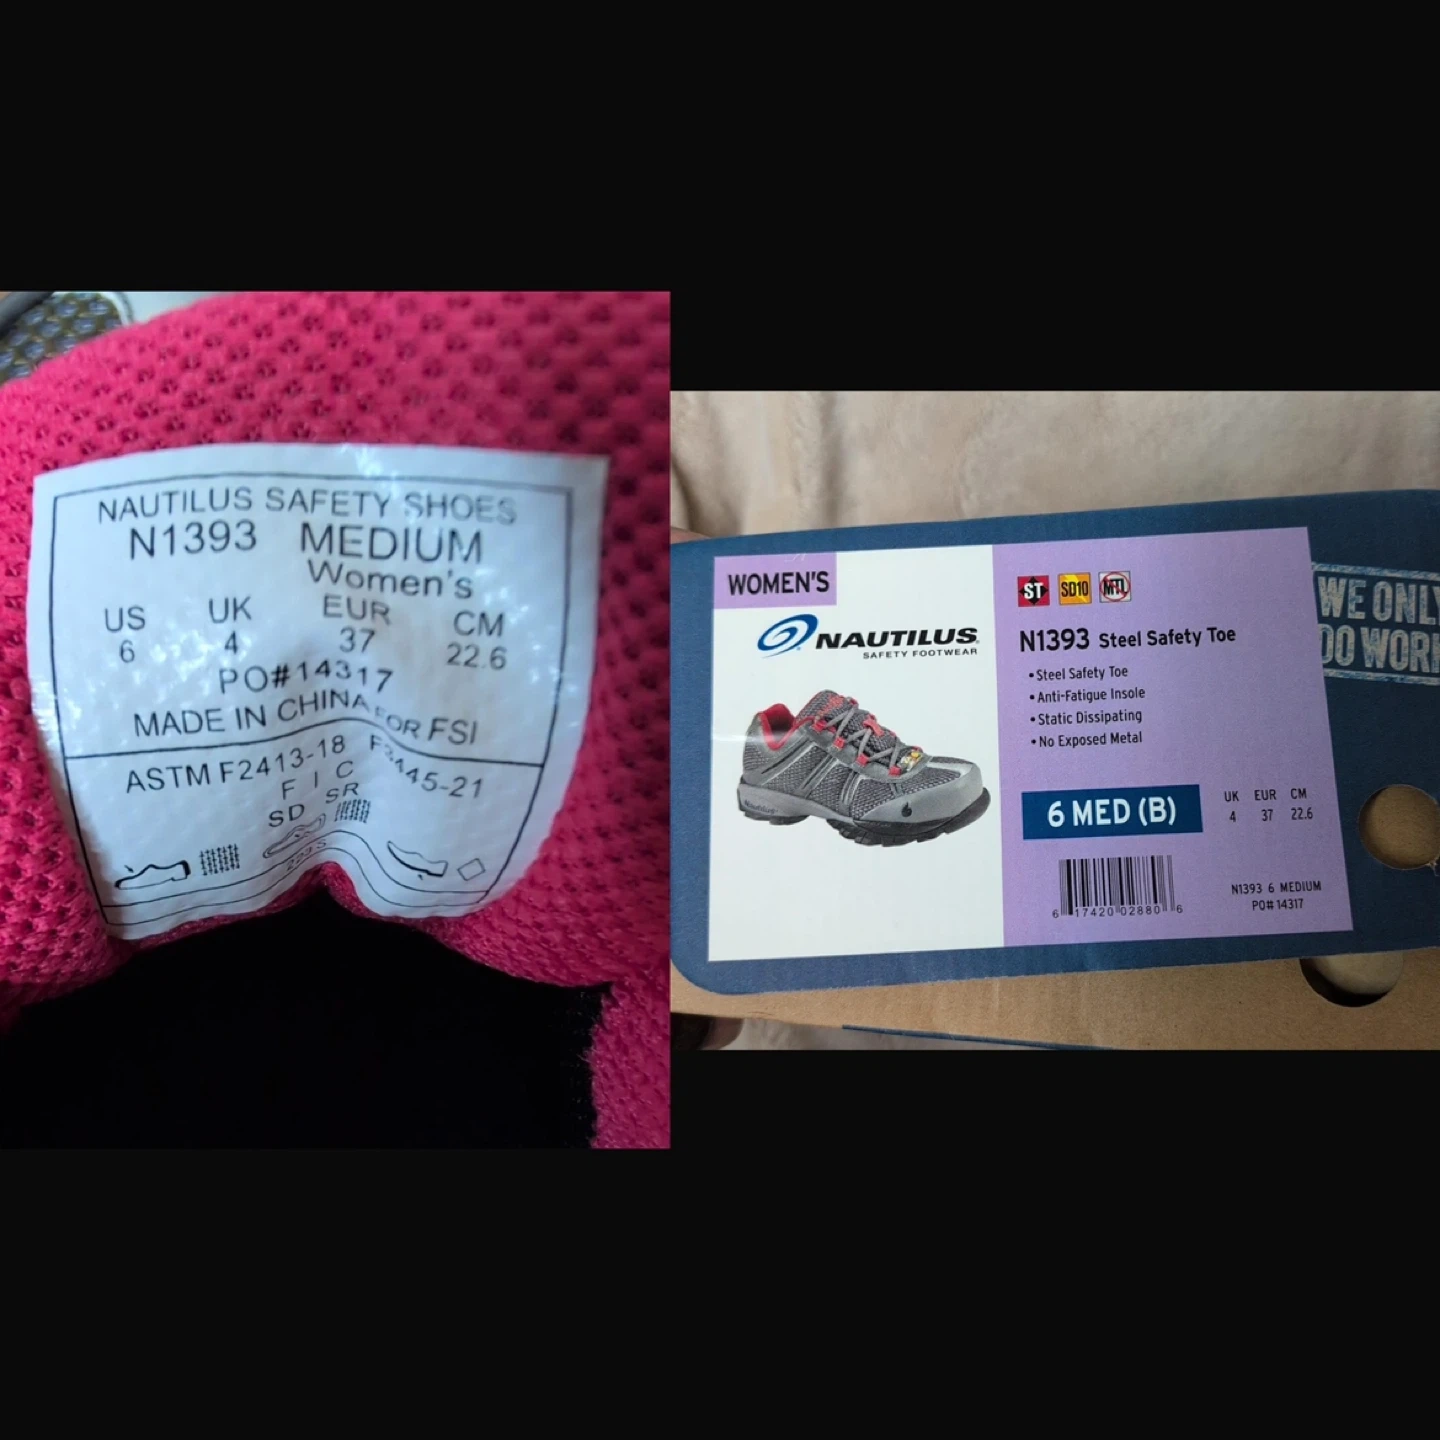 NAUTILUS SAFETY SHOES
N1393 MEDIUM
Women's
US UK EUR CM
6 4 37 22.6
PO#14317
MADE IN CHINA FOR FSI
ASTM F2413-18 F3445-21
F I C
SD SR
WOMEN'S
NAUTILUS
SAFETY FOOTWEAR
ST SD10 MTL
N1393 Steel Safety Toe
• Steel Safety Toe
• Anti-Fatigue Insole
• Static Dissipating
• No Exposed Metal
6 MED (B)
UK EUR CM
4 37 22.6
6 17420 02880 6
N1393 6 MEDIUM
PO# 14317
WE ONLY
DO WORK